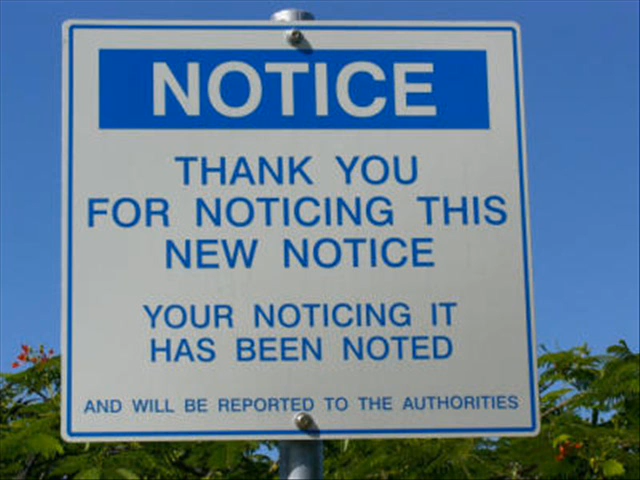 NOTICE
THANK YOU
FOR NOTICING THIS
NEW NOTICE
YOUR NOTICING IT
HAS BEEN NOTED
AND WILL BE REPORTED TO THE AUTHORITIES